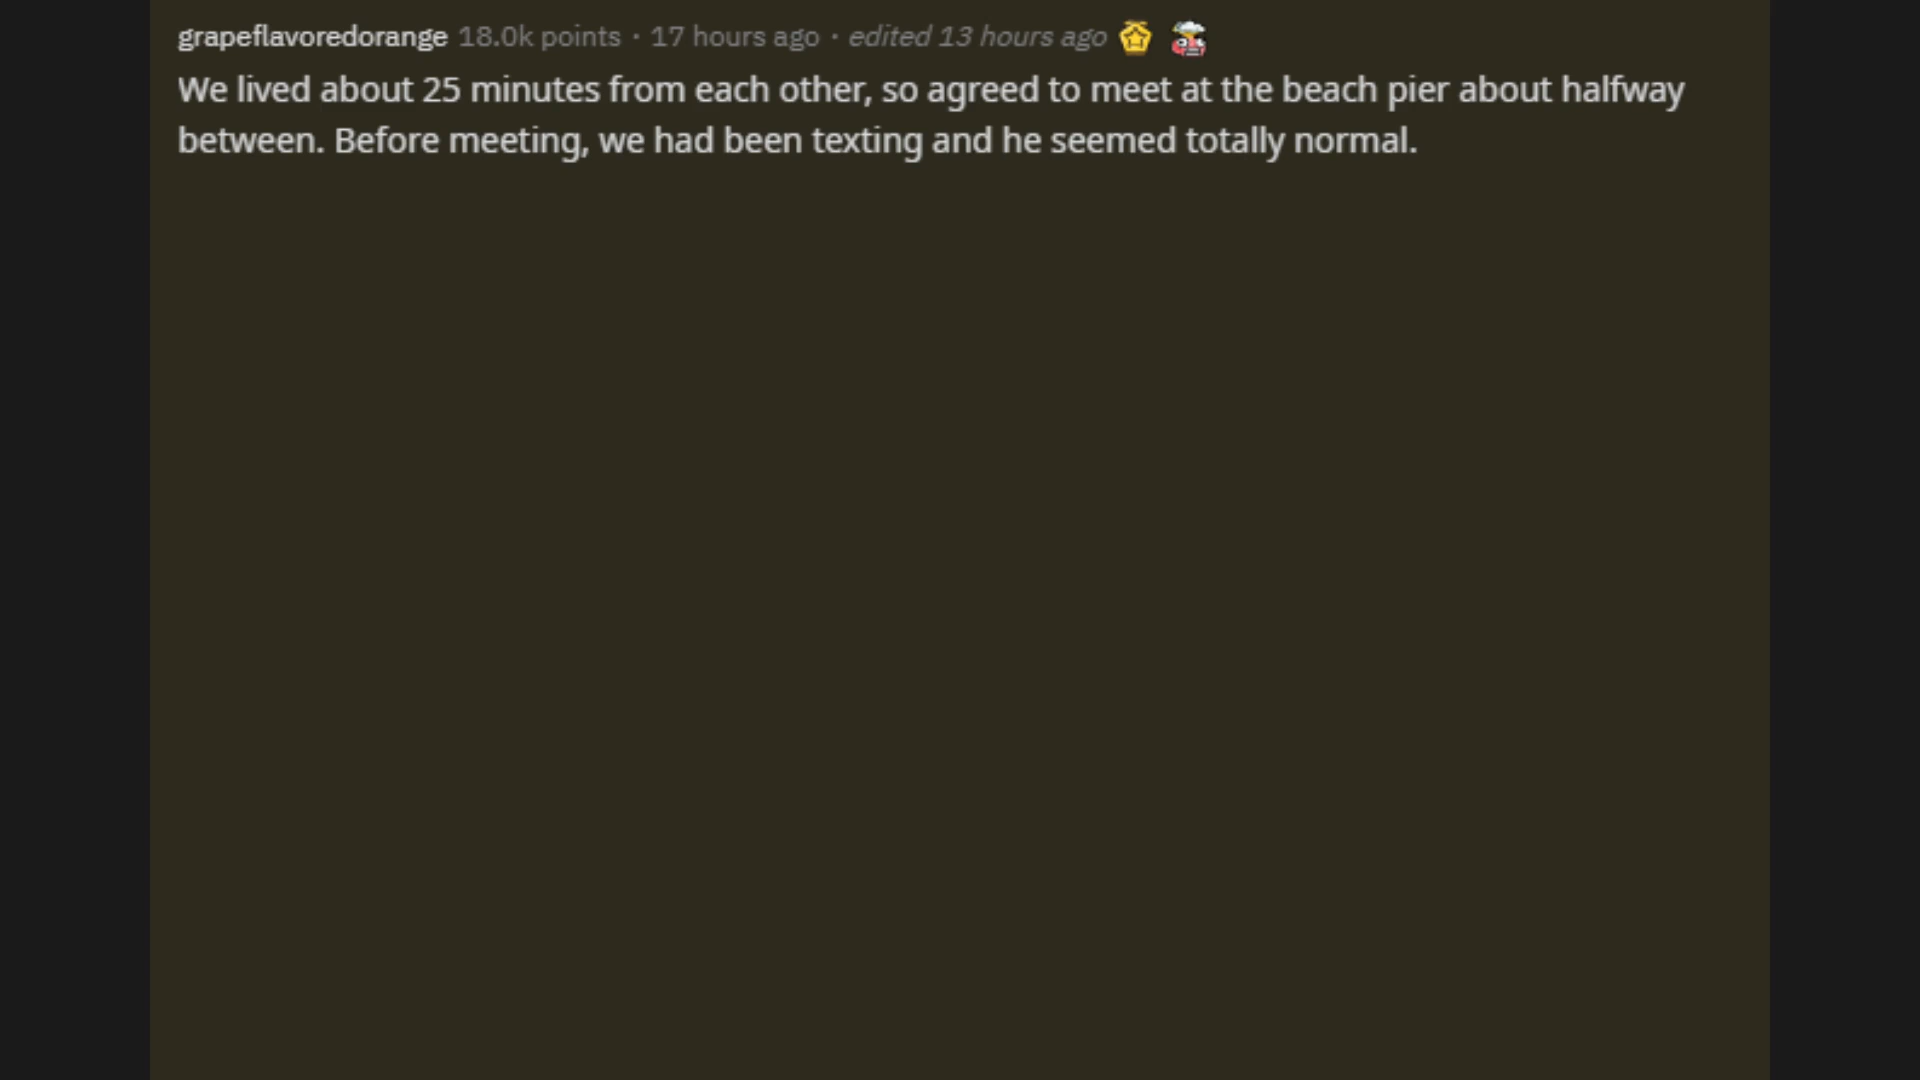 grapeflavoredorange 18.0k points · 17 hours ago · edited 13 hours ago
We lived about 25 minutes from each other, so agreed to meet at the beach pier about halfway
between. Before meeting, we had been texting and he seemed totally normal.